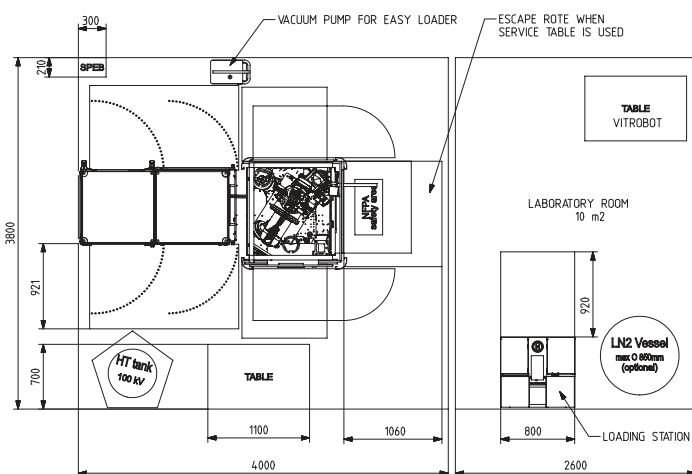 300
VACUUM PUMP FOR EASY LOADER
ESCAPE ROTE WHEN
SERVICE TABLE IS USED
210
SPEB
TABLE
VITROBOT
NFPA
safety area
LABORATORY ROOM
10 m2
3800
921
920
HT tank
100 kV
LN2 Vessel
max O 850mm
(optional)
700
TABLE
1100
1060
800
LOADING STATION
4000
2600